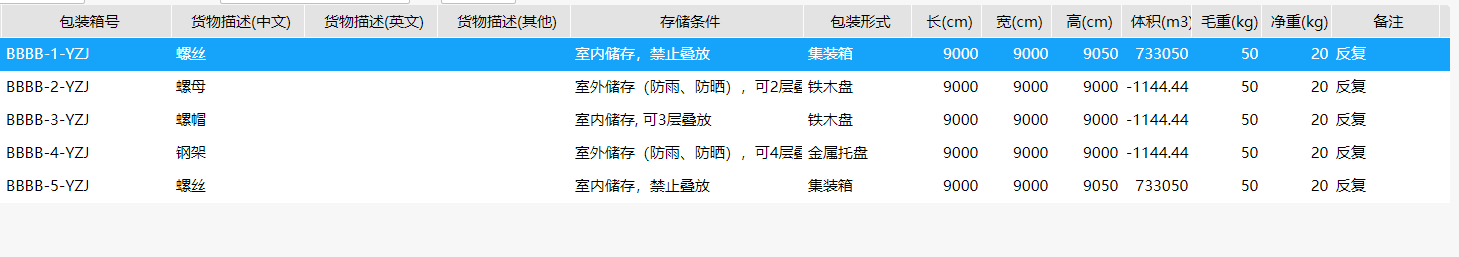 包装箱号 货物描述(中文) 货物描述(英文) 货物描述(其他) 存储条件 包装形式 长(cm) 宽(cm) 高(cm) 体积(m3) 毛重(kg) 净重(kg) 备注
BBBB-1-YZJ 螺丝 室内储存，禁止叠放 集装箱 9000 9000 9050 733050 50 20 反复
BBBB-2-YZJ 螺母 室外储存（防雨、防晒），可2层叠 铁木盘 9000 9000 9000 -1144.44 50 20 反复
BBBB-3-YZJ 螺帽 室内储存, 可3层叠放 铁木盘 9000 9000 9000 -1144.44 50 20 反复
BBBB-4-YZJ 钢架 室外储存（防雨、防晒），可4层叠 金属托盘 9000 9000 9000 -1144.44 50 20 反复
BBBB-5-YZJ 螺丝 室内储存，禁止叠放 集装箱 9000 9000 9050 733050 50 20 反复